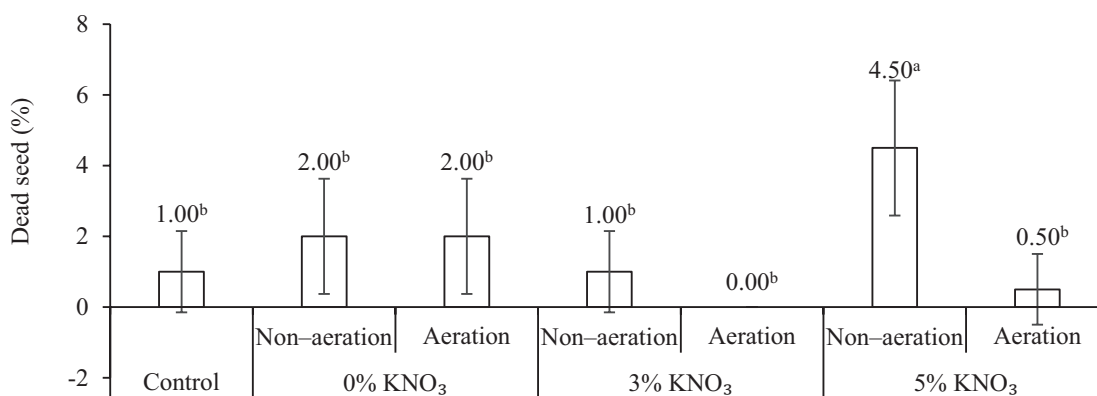 8
6
4
2
0
-2
Dead seed (%)
1.00ᵇ
2.00ᵇ
2.00ᵇ
1.00ᵇ
0.00ᵇ
4.50ᵃ
0.50ᵇ
Non–aeration
Aeration
Non–aeration
Aeration
Non–aeration
Aeration
Control
0% KNO₃
3% KNO₃
5% KNO₃